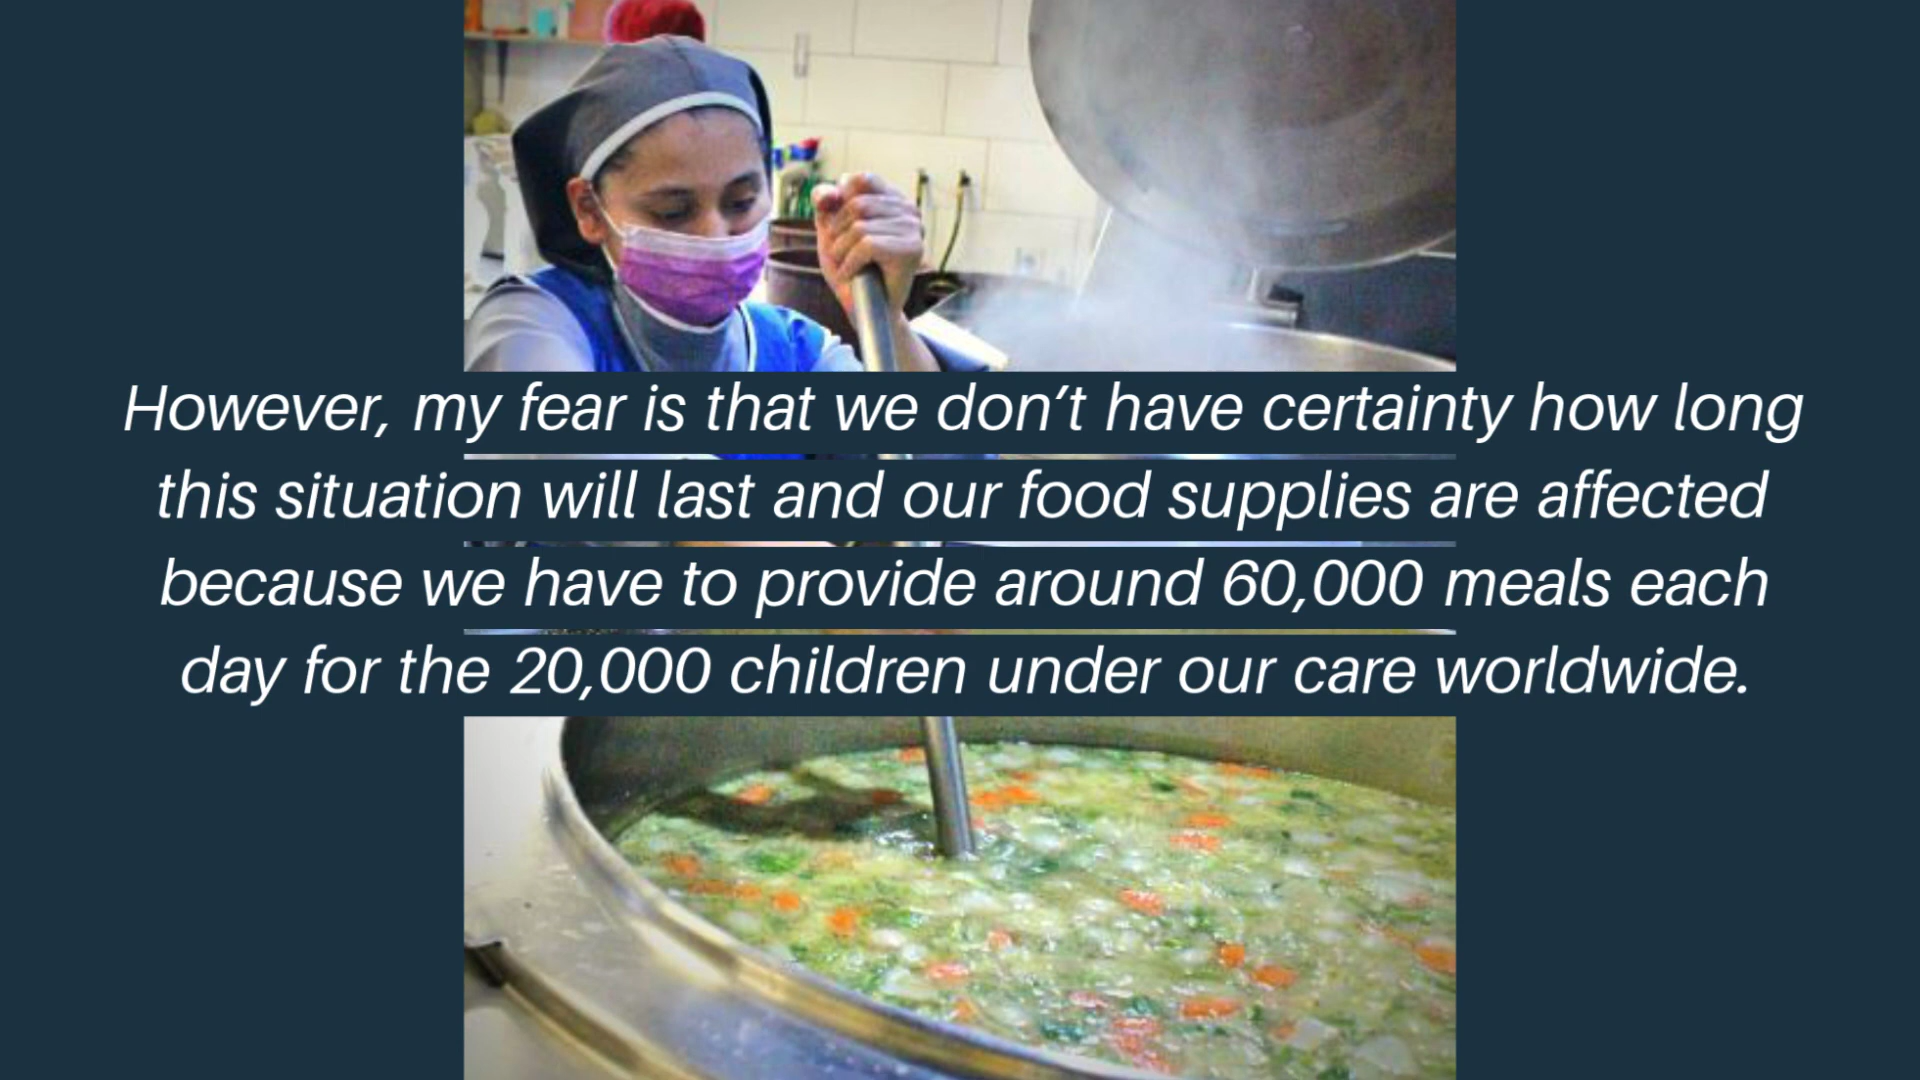 However, my fear is that we don’t have certainty how long
this situation will last and our food supplies are affected
because we have to provide around 60,000 meals each
day for the 20,000 children under our care worldwide.